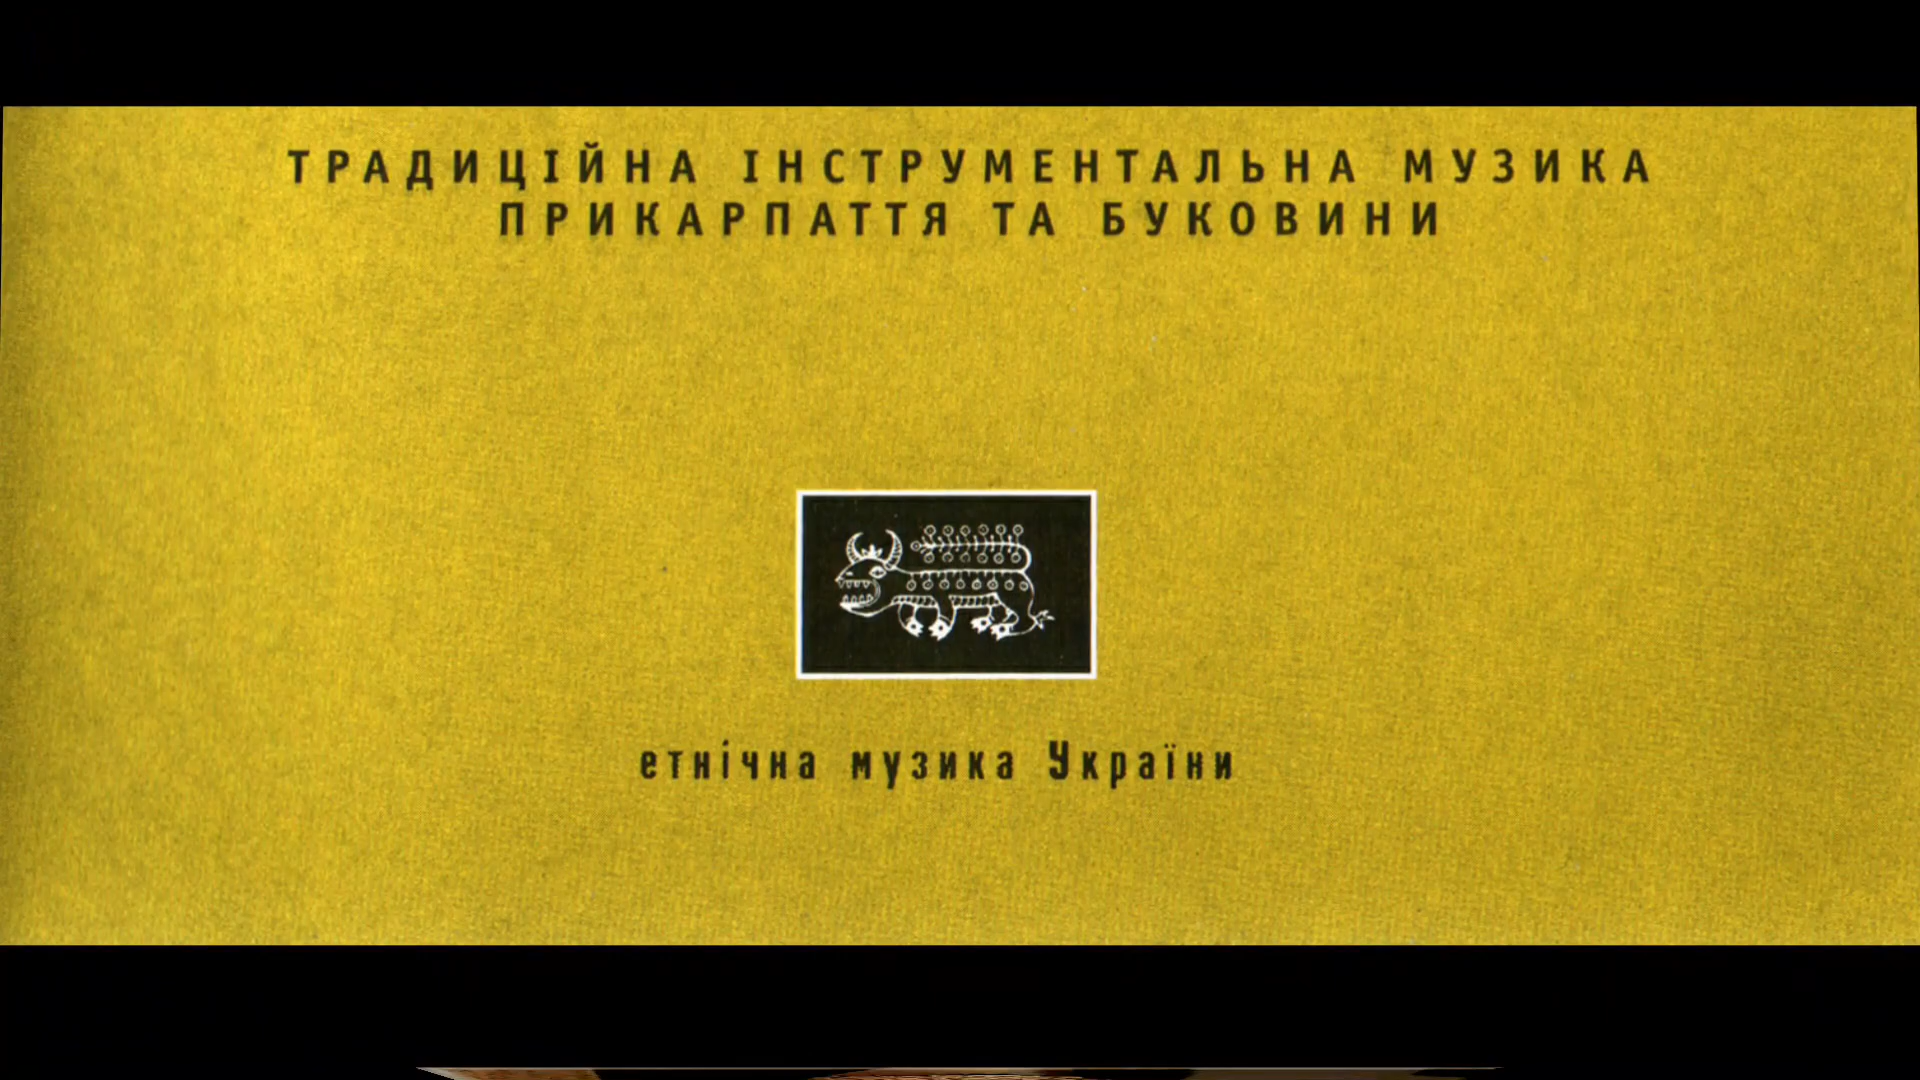 ТРАДИЦІЙНА ІНСТРУМЕНТАЛЬНА МУЗИКА
ПРИКАРПАТТЯ ТА БУКОВИНИ
етнічна музика України